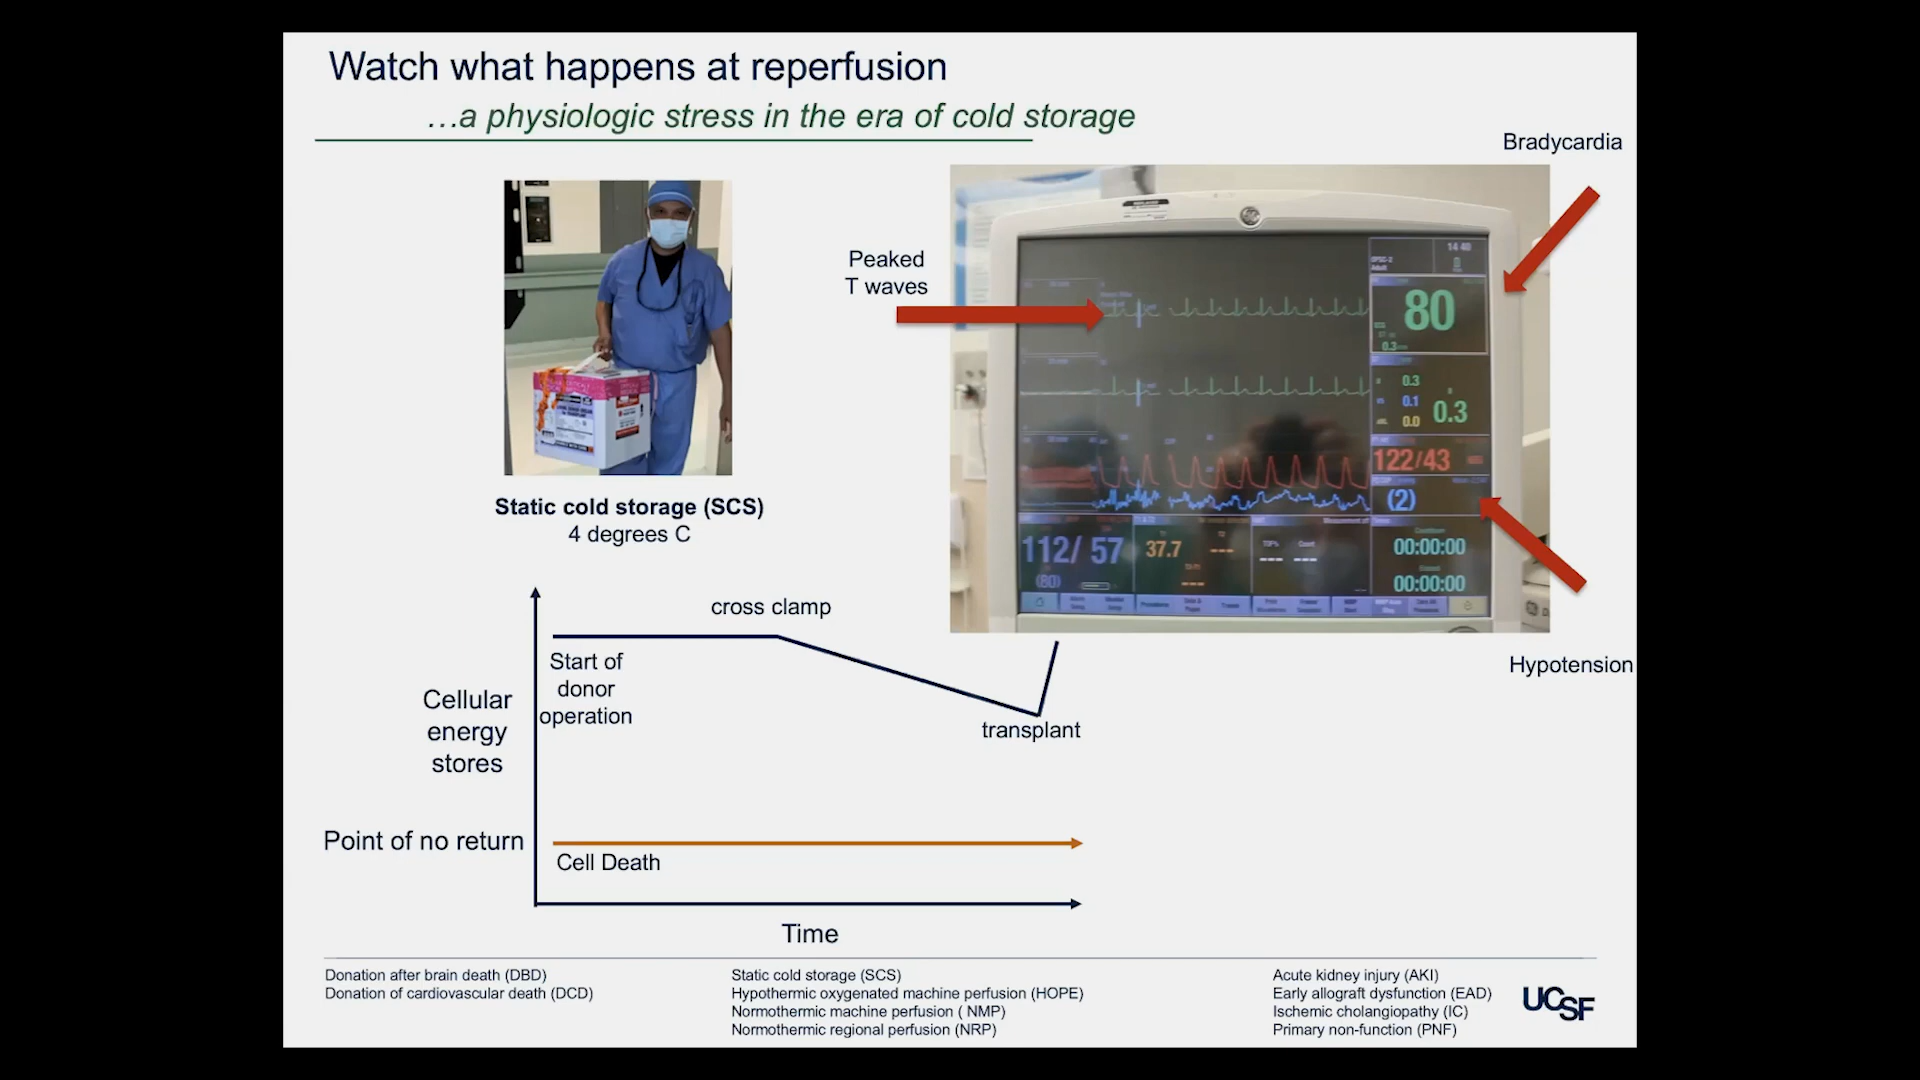 Watch what happens at reperfusion
…a physiologic stress in the era of cold storage
Bradycardia
Peaked
T waves
14 40
80
0.3
0.3
0.1
0.0
0.3
122/43
(2)
112/ 57
(80)
37.7
00:00:00
00:00:00
Static cold storage (SCS)
4 degrees C
Hypotension
cross clamp
Start of
donor
operation
transplant
Cellular
energy
stores
Point of no return
Cell Death
Time
Donation after brain death (DBD)
Donation of cardiovascular death (DCD)
Static cold storage (SCS)
Hypothermic oxygenated machine perfusion (HOPE)
Normothermic machine perfusion ( NMP)
Normothermic regional perfusion (NRP)
Acute kidney injury (AKI)
Early allograft dysfunction (EAD)
Ischemic cholangiopathy (IC)
Primary non-function (PNF)
UCSF